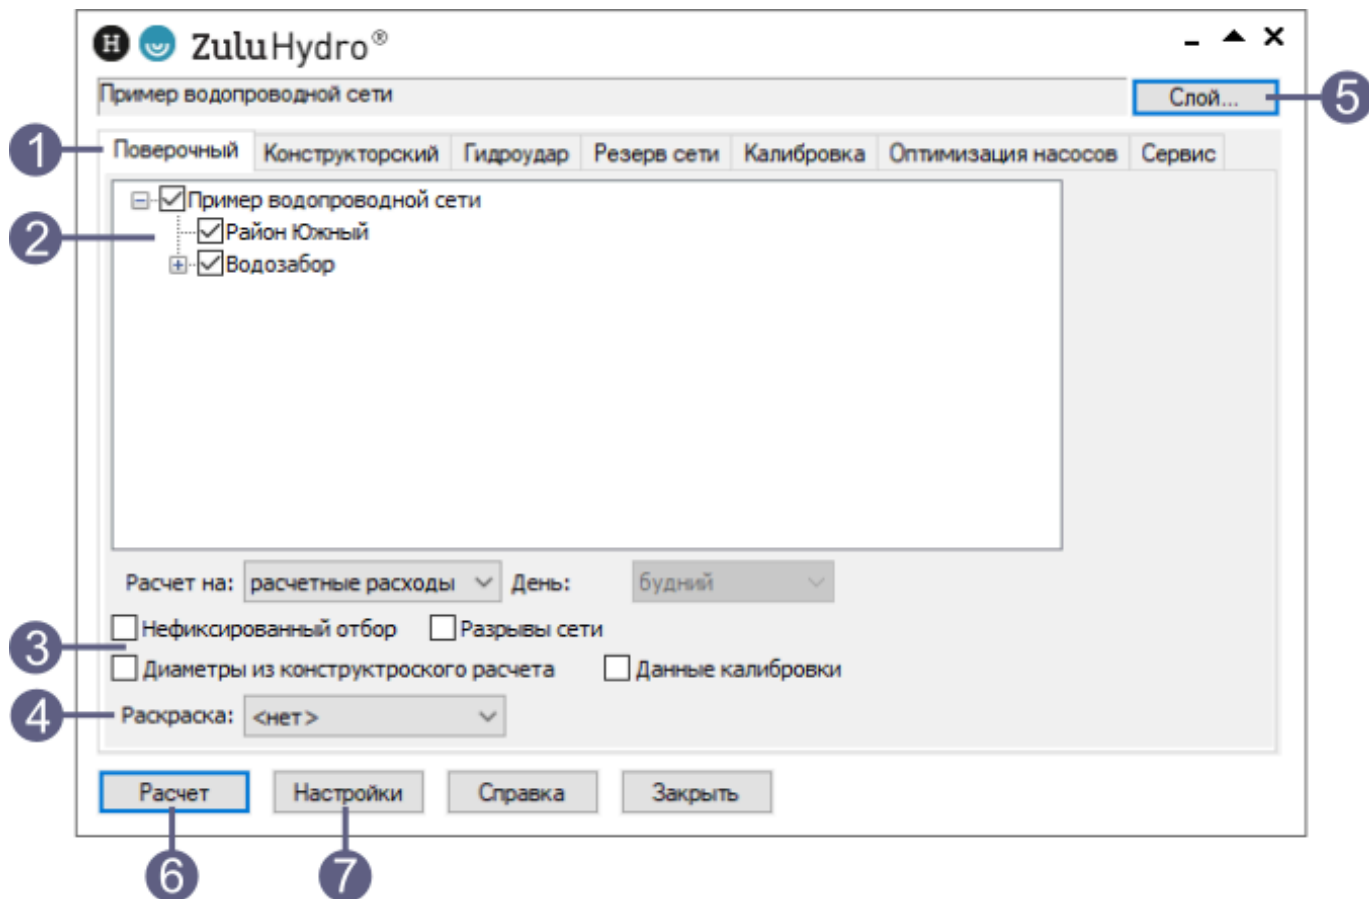 H ZuluHydro®
Пример водопроводной сети Слой... 5
1 Поверочный Конструкторский Гидроудар Резерв сети Калибровка Оптимизация насосов Сервис
Пример водопроводной сети
2 Район Южный
Водозабор
Расчет на: расчетные расходы День: будний
Нефиксированный отбор Разрывы сети
3
Диаметры из конструктроского расчета Данные калибровки
4 Раскраска: <нет>
Расчет Настройки Справка Закрыть
6 7